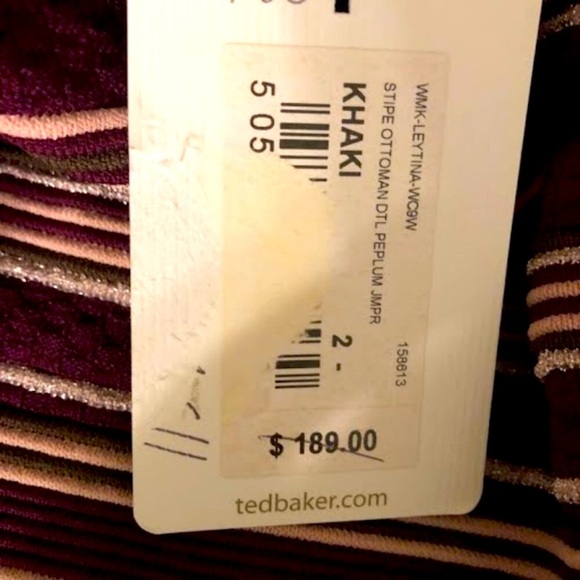 WMK-LEYTINA-WC9W
STIPE OTTOMAN DTL PEPLUM JMPR
158613
KHAKI
2 -
5 05
$ 189.00
tedbaker.com